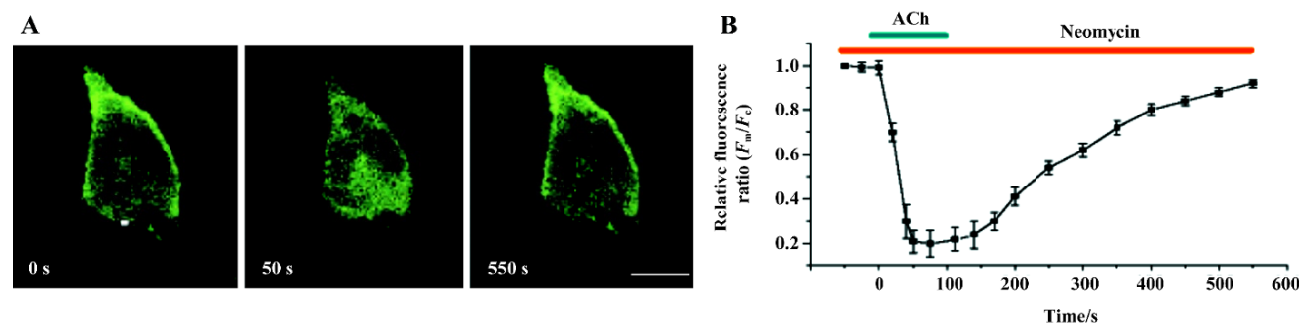 A
0 s
50 s
550 s
B
ACh
Neomycin
Relative fluorescence
ratio (Fm/Fc)
1.0
0.8
0.6
0.4
0.2
0 100 200 300 400 500 600
Time/s